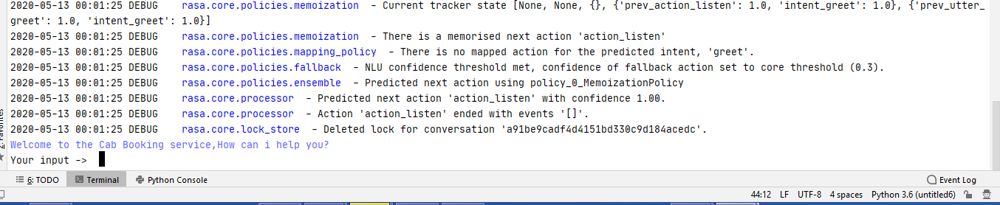 2020-05-13 00:01:25 DEBUG    rasa.core.policies.memoization  - Current tracker state [None, None, {}, {'prev_action_listen': 1.0, 'intent_greet': 1.0}, {'prev_utter_
greet': 1.0, 'intent_greet': 1.0}]
2020-05-13 00:01:25 DEBUG    rasa.core.policies.memoization  - There is a memorised next action 'action_listen'
2020-05-13 00:01:25 DEBUG    rasa.core.policies.mapping_policy  - There is no mapped action for the predicted intent, 'greet'.
2020-05-13 00:01:25 DEBUG    rasa.core.policies.fallback  - NLU confidence threshold met, confidence of fallback action set to core threshold (0.3).
2020-05-13 00:01:25 DEBUG    rasa.core.policies.ensemble  - Predicted next action using policy_0_MemoizationPolicy
2020-05-13 00:01:25 DEBUG    rasa.core.processor  - Predicted next action 'action_listen' with confidence 1.00.
2020-05-13 00:01:25 DEBUG    rasa.core.processor  - Action 'action_listen' ended with events '[]'.
2020-05-13 00:01:25 DEBUG    rasa.core.lock_store  - Deleted lock for conversation 'a91be9cadf4d4151bd330c9d184acedc'.
Welcome to the Cab Booking service,How can i help you?
Your input ->
2: Favorites
6: TODO Terminal Python Console Event Log
44:12 LF UTF-8 4 spaces Python 3.6 (untitled6)